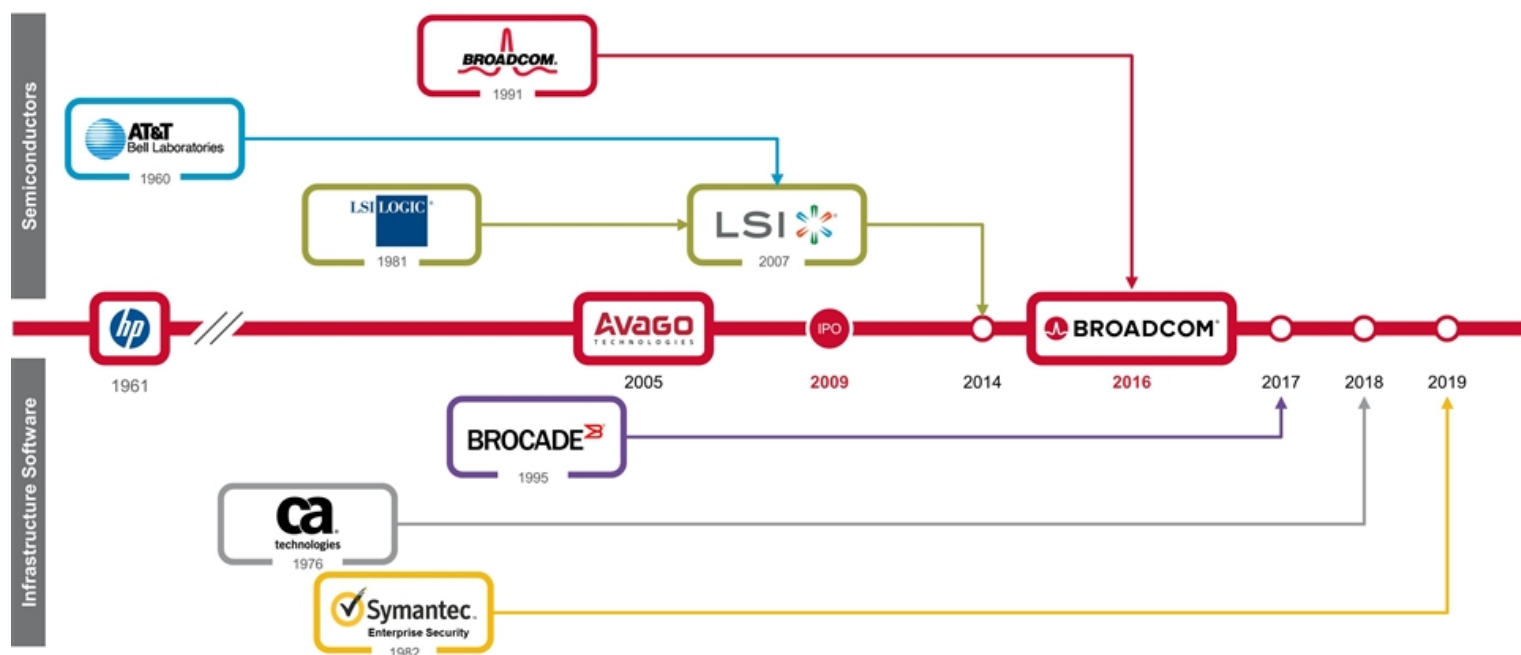 Semiconductors
BROADCOM.
1991
AT&T
Bell Laboratories
1960
LSI LOGIC
1981
LSI
2007
hp
1961
AVAGO
TECHNOLOGIES
2005
IPO
2009
2014
BROADCOM
2016
2017
2018
2019
Infrastructure Software
BROCADE
1995
ca
technologies
1976
Symantec
Enterprise Security
1982